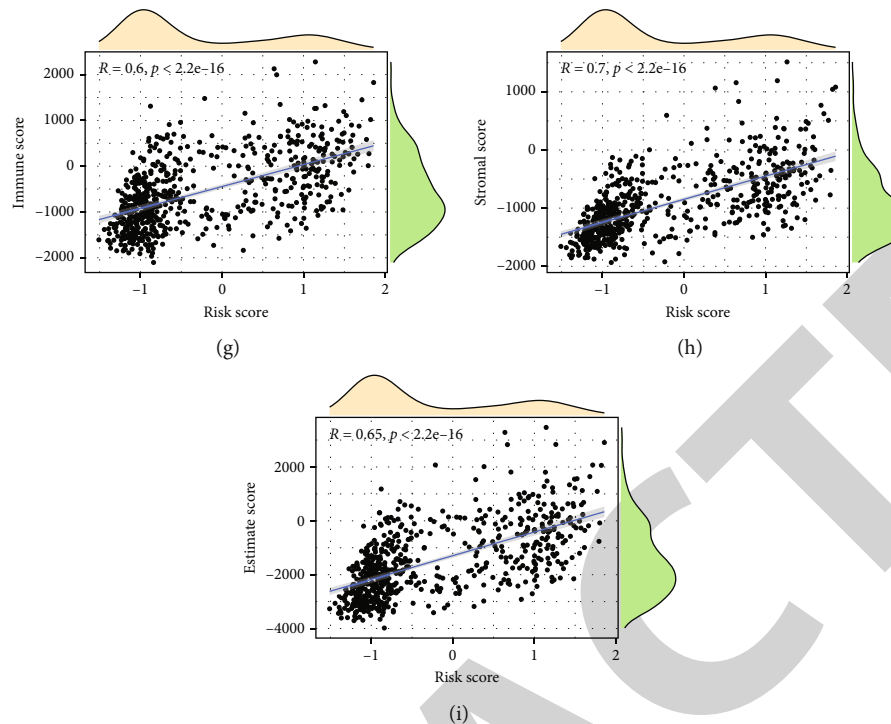 R = 0.6, p < 2.2e–16
2000
1000
0
–1000
–2000
Immune score
–1
0
1
2
Risk score
(g)
R = 0.7, p < 2.2e–16
1000
0
–1000
–2000
Stromal score
–1
0
1
2
Risk score
(h)
R = 0.65, p < 2.2e–16
2000
0
–2000
–4000
Estimate score
–1
0
1
2
Risk score
(i)
ACT